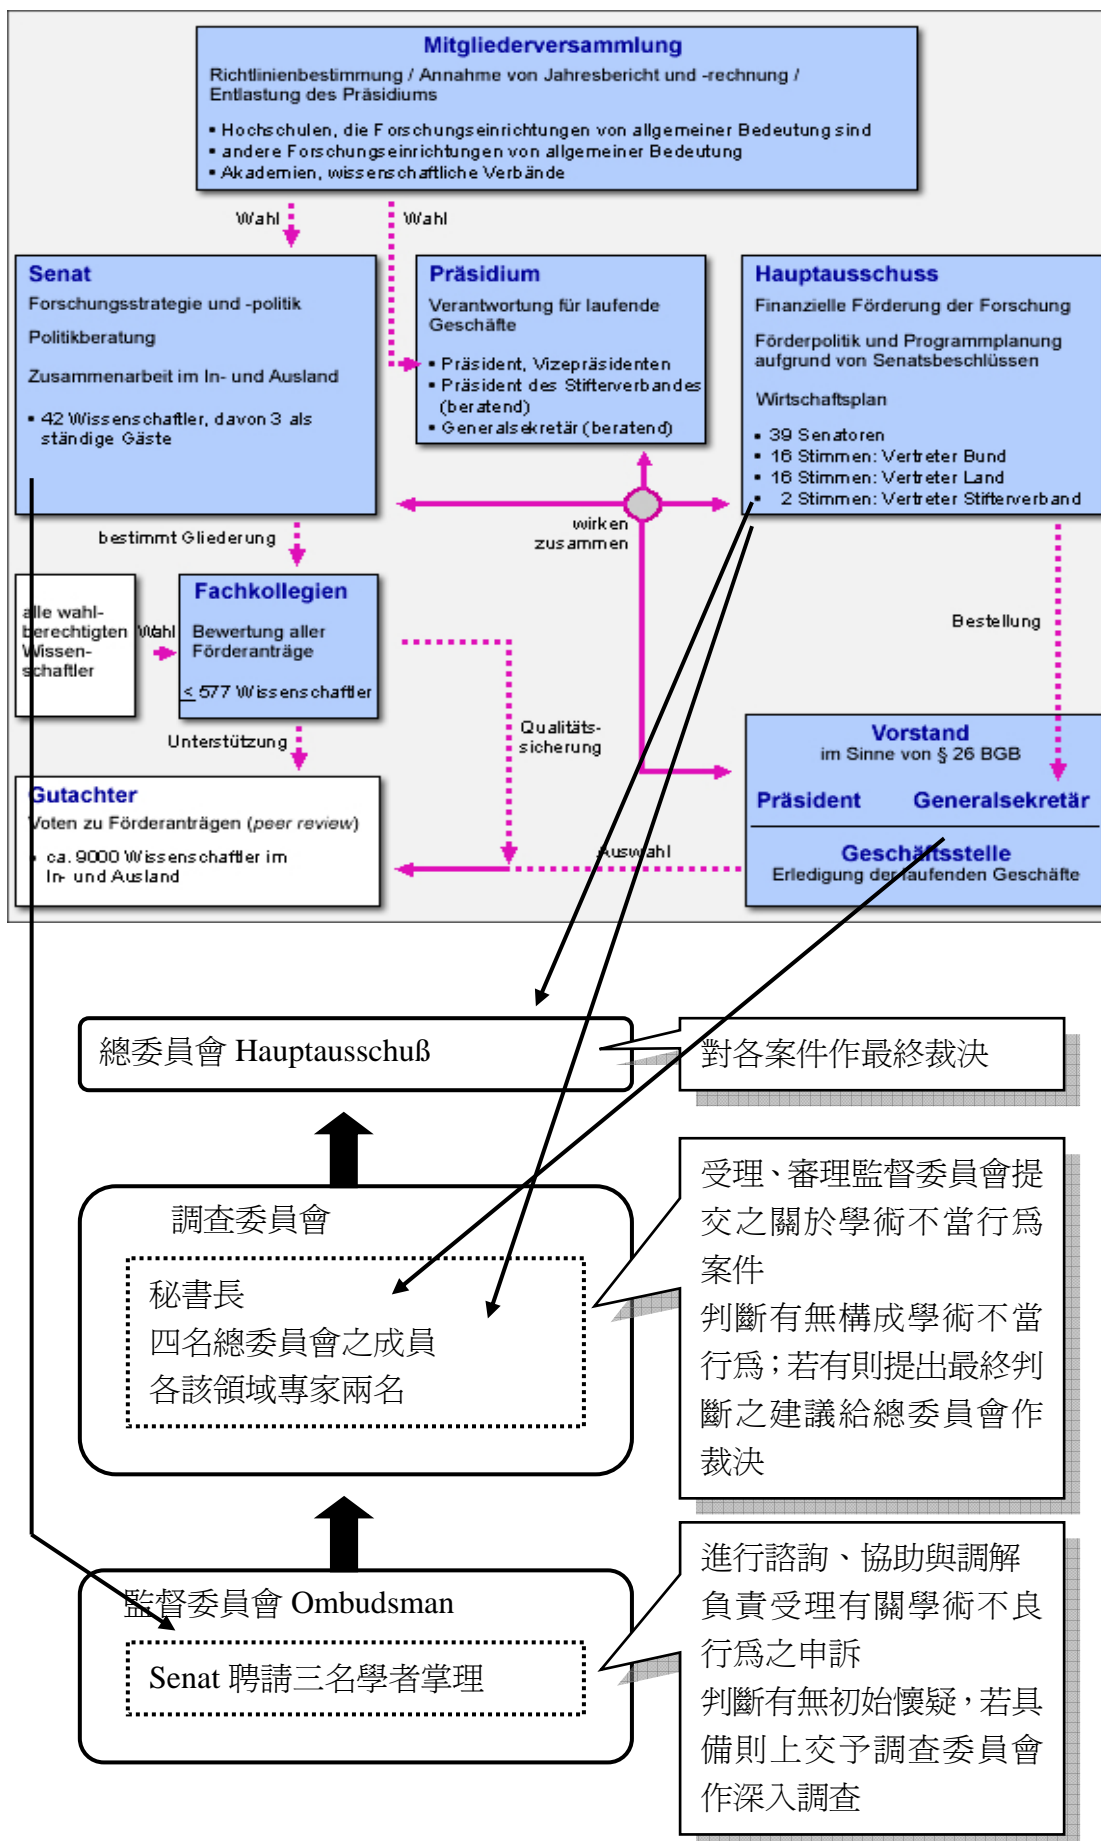 Mitgliederversammlung
Richtlinienbestimmung / Annahme von Jahresbericht und -rechnung /
Entlastung des Präsidiums
▪ Hochschulen, die Forschungseinrichtungen von allgemeiner Bedeutung sind
▪ andere Forschungseinrichtungen von allgemeiner Bedeutung
▪ Akademien, wissenschaftliche Verbände
Wahl
Wahl
Senat
Forschungsstrategie und -politik
Politikberatung
Zusammenarbeit im In- und Ausland
▪ 42 Wissenschaftler, davon 3 als
ständige Gäste
Präsidium
Verantwortung für laufende
Geschäfte
▪ Präsident, Vizepräsidenten
▪ Präsident des Stifterverbandes
(beratend)
▪ Generalsekretär (beratend)
Hauptausschuss
Finanzielle Förderung der Forschung
Förderpolitik und Programmplanung
aufgrund von Senatsbeschlüssen
Wirtschaftsplan
▪ 39 Senatoren
▪ 16 Stimmen: Vertreter Bund
▪ 16 Stimmen: Vertreter Land
▪ 2 Stimmen: Vertreter Stifterverband
wirken
zusammen
bestimmt Gliederung
alle wahl-
berechtigten
Wissen-
schaftler
Wahl
Fachkollegien
Bewertung aller
Förderanträge
≤ 577 Wissenschaftler
Bestellung
Qualitäts-
sicherung
Unterstützung
Vorstand
im Sinne von § 26 BGB
Präsident Generalsekretär
Geschäftsstelle
Erledigung der laufenden Geschäfte
Gutachter
Voten zu Förderanträgen (peer review)
▪ ca. 9000 Wissenschaftler im
In- und Ausland
Auswahl
總委員會 Hauptausschuß
對各案件作最終裁決
調查委員會
秘書長
四名總委員會之成員
各該領域專家兩名
受理、審理監督委員會提
交之關於學術不當行為
案件
判斷有無構成學術不當
行為；若有則提出最終判
斷之建議給總委員會作
裁決
監督委員會 Ombudsman
Senat 聘請三名學者掌理
進行諮詢、協助與調解
負責受理有關學術不良
行為之申訴
判斷有無初始懷疑，若具
備則上交予調查委員會
作深入調查